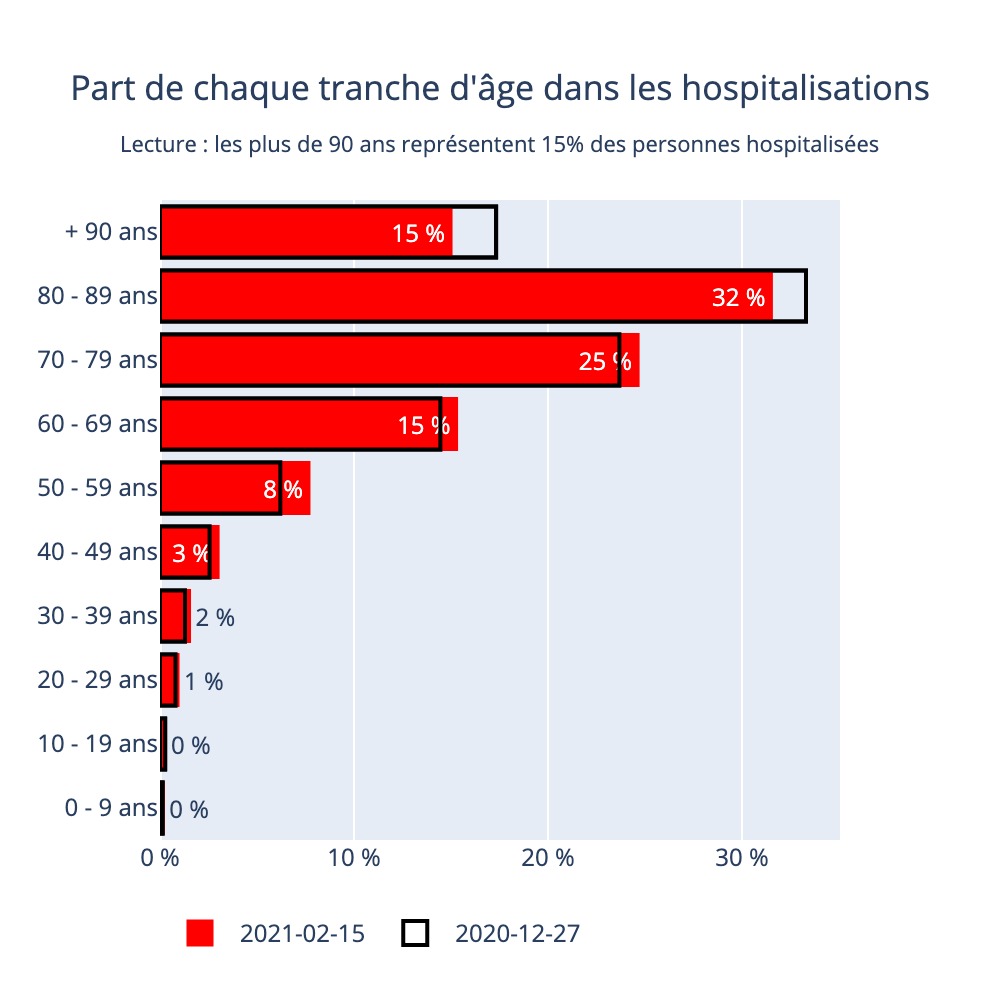 Part de chaque tranche d'âge dans les hospitalisations
Lecture : les plus de 90 ans représentent 15% des personnes hospitalisées
+ 90 ans 15 %
80 - 89 ans 32 %
70 - 79 ans 25 %
60 - 69 ans 15 %
50 - 59 ans 8 %
40 - 49 ans 3 %
30 - 39 ans 2 %
20 - 29 ans 1 %
10 - 19 ans 0 %
0 - 9 ans 0 %
0 % 10 % 20 % 30 %
2021-02-15 2020-12-27